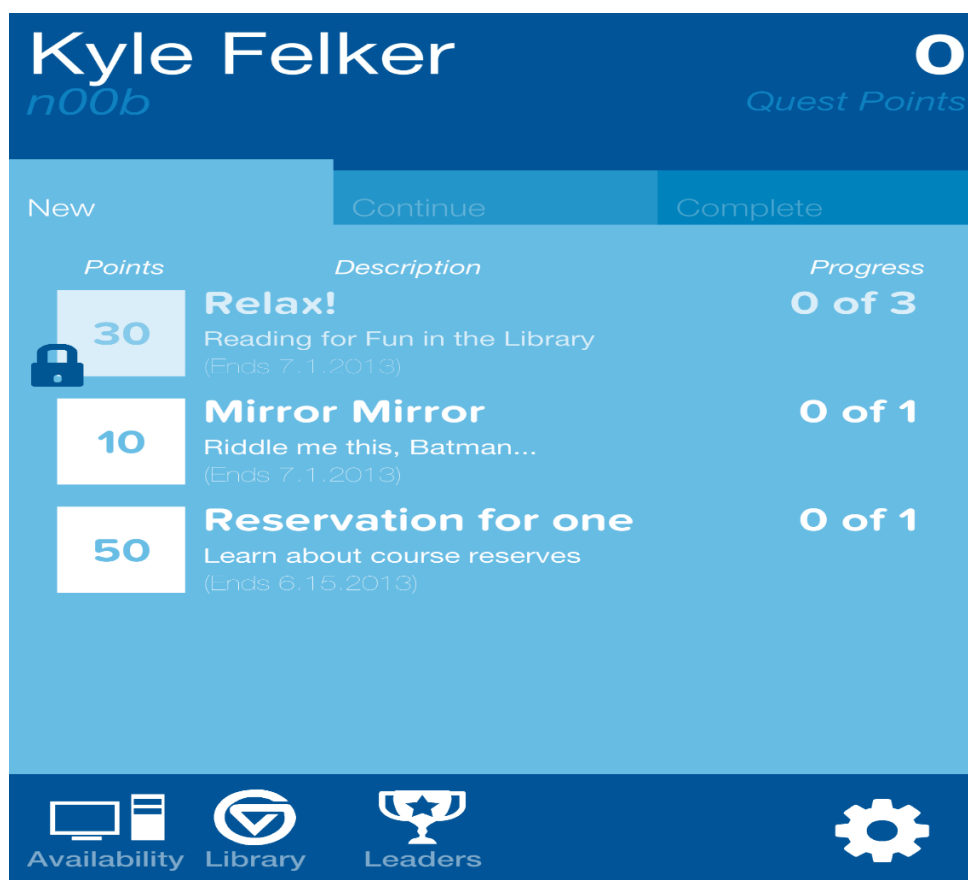 Kyle Felker 0
n00b Quest Points
New Continue Complete
Points Description Progress
30 Relax! 0 of 3
Reading for Fun in the Library
(Ends 7.1.2013)
10 Mirror Mirror 0 of 1
Riddle me this, Batman...
(Ends 7.1.2013)
50 Reservation for one 0 of 1
Learn about course reserves
(Ends 6.15.2013)
Availability Library Leaders